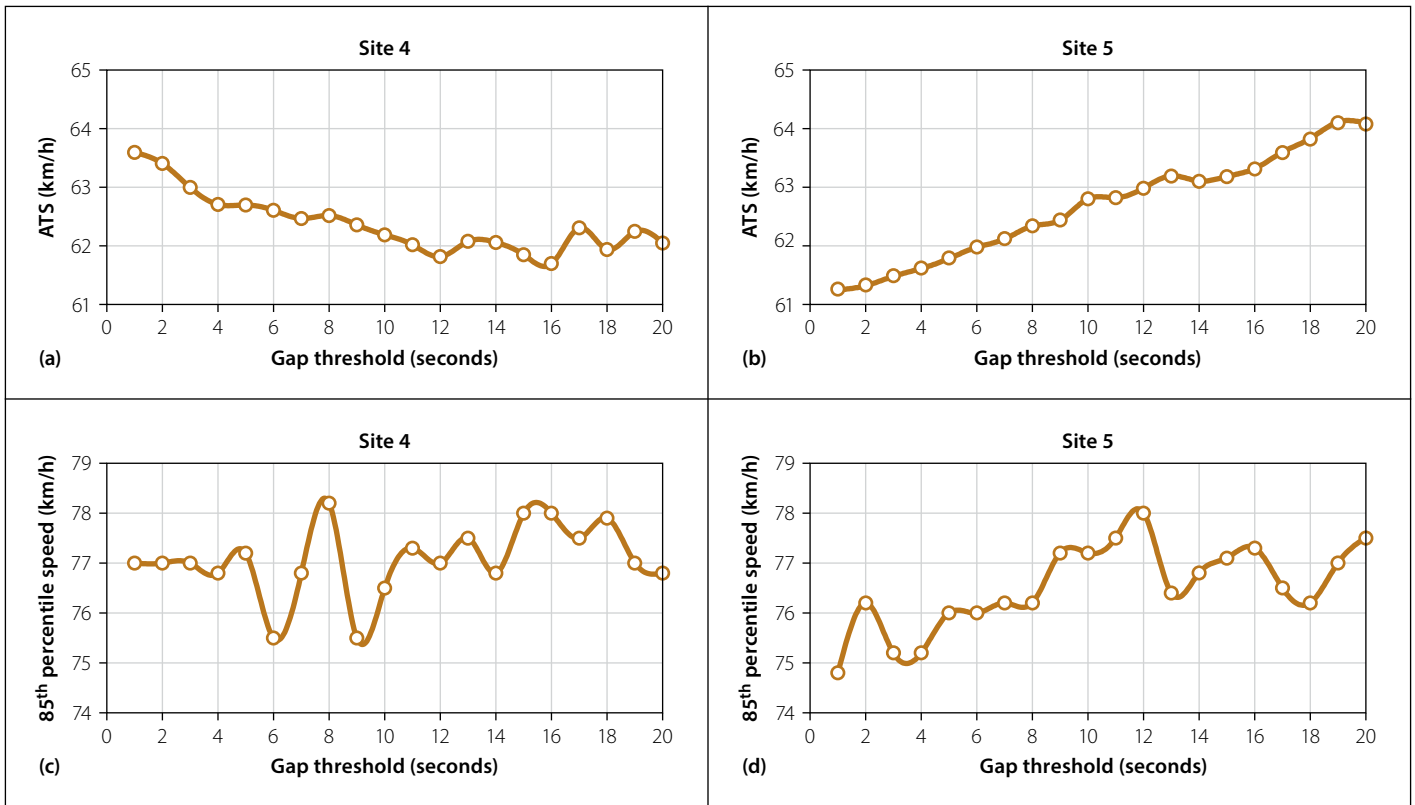 Site 4
ATS (km/h)
65
64
63
62
61
0 2 4 6 8 10 12 14 16 18 20
(a) Gap threshold (seconds)
Site 5
ATS (km/h)
65
64
63
62
61
0 2 4 6 8 10 12 14 16 18 20
(b) Gap threshold (seconds)
Site 4
85th percentile speed (km/h)
79
78
77
76
75
74
0 2 4 6 8 10 12 14 16 18 20
(c) Gap threshold (seconds)
Site 5
85th percentile speed (km/h)
79
78
77
76
75
74
0 2 4 6 8 10 12 14 16 18 20
(d) Gap threshold (seconds)